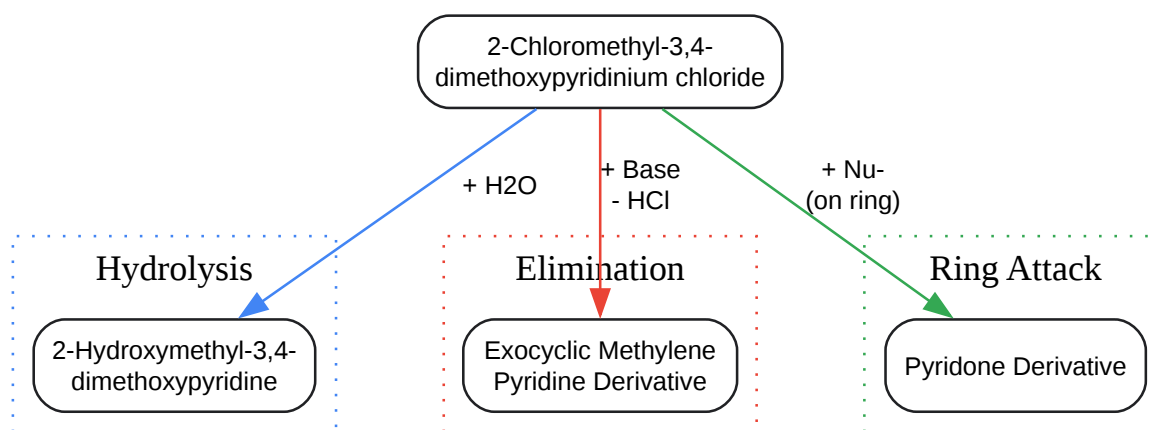 2-Chloromethyl-3,4-
dimethoxypyridinium chloride
+ H2O
+ Base
- HCl
+ Nu-
(on ring)
Hydrolysis
Elimination
Ring Attack
2-Hydroxymethyl-3,4-
dimethoxypyridine
Exocyclic Methylene
Pyridine Derivative
Pyridone Derivative